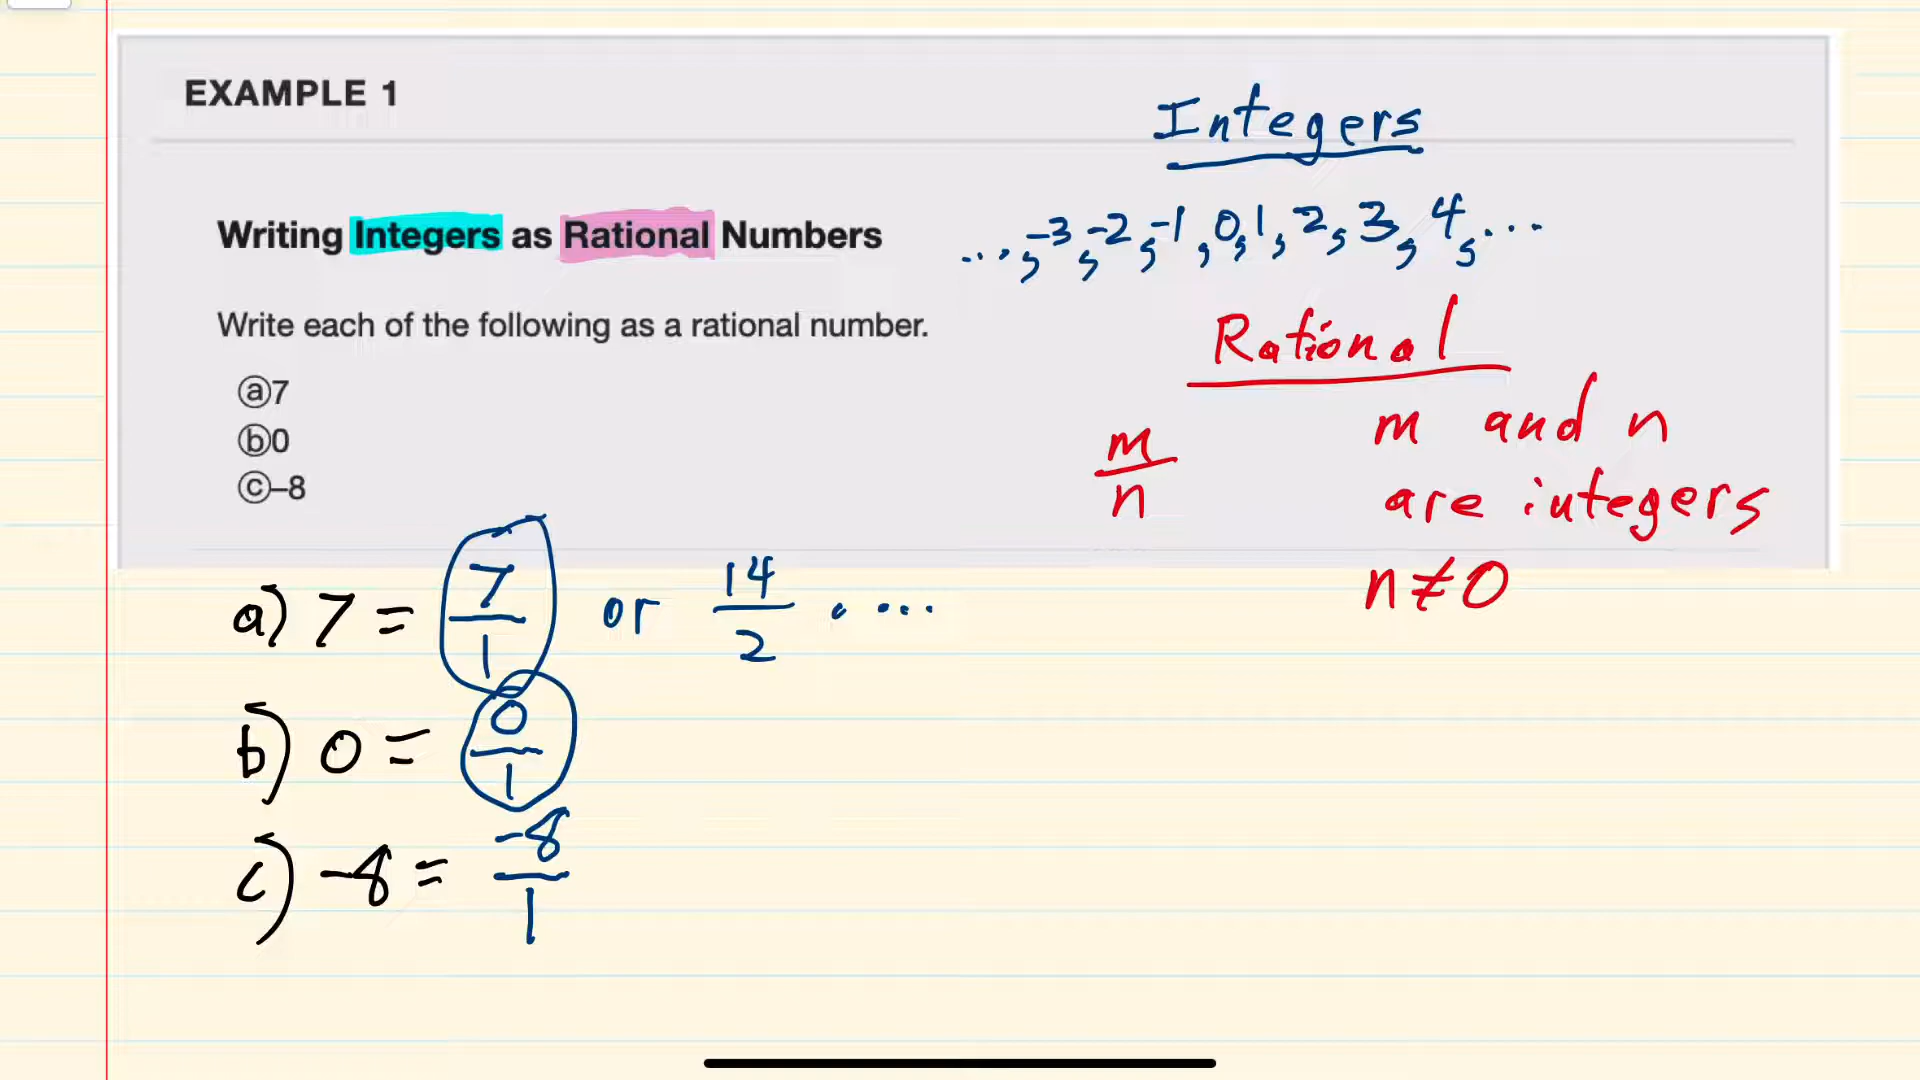 EXAMPLE 1
Integers
Writing Integers as Rational Numbers
..., -3, -2, -1, 0, 1, 2, 3, 4, ...
Write each of the following as a rational number.
Rational
ⓐ7
ⓑ0
ⓒ–8
m/n
m and n
are integers
n≠0
a) 7 = 7/1 or 14/2 . ...
b) 0 = 0/1
c) -8 = -8/1